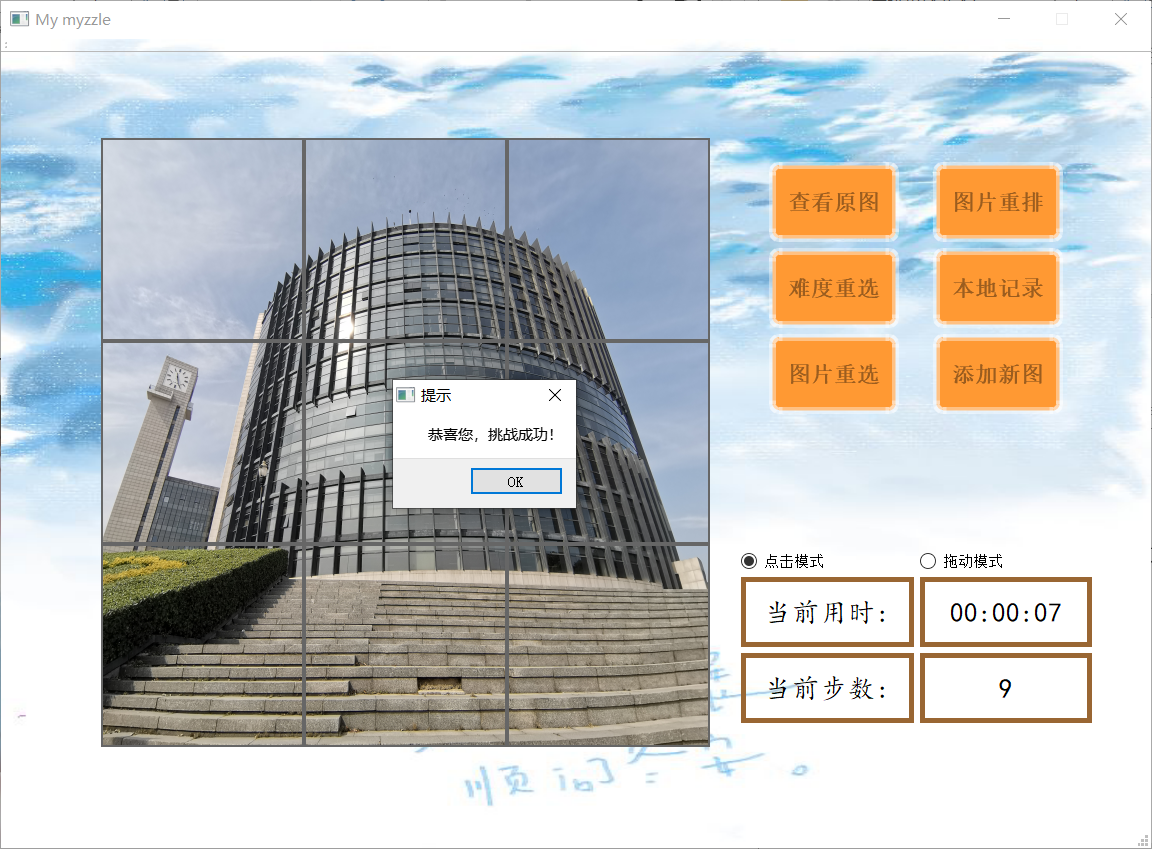 My myzzle
查看原图
图片重排
难度重选
本地记录
图片重选
添加新图
提示
恭喜您，挑战成功！
OK
点击模式
拖动模式
当前用时：
00:00:07
当前步数：
9